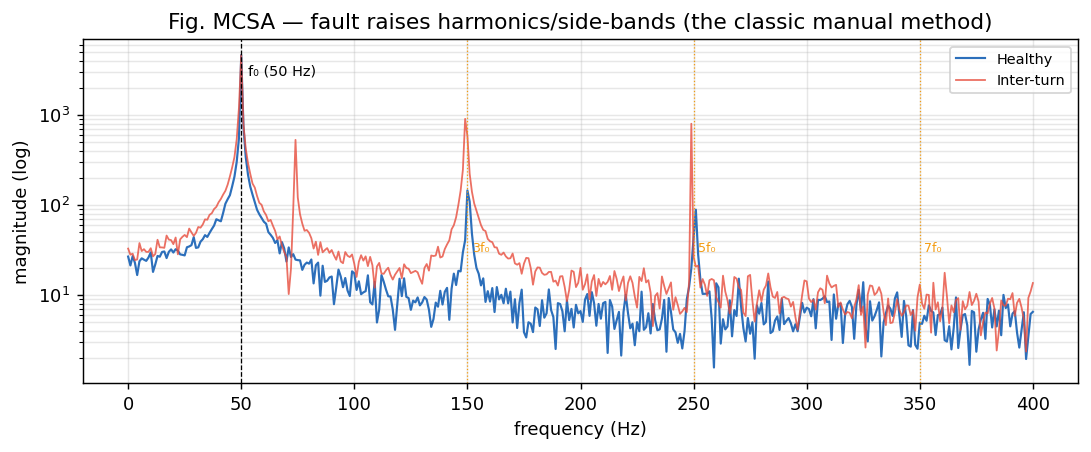 Fig. MCSA — fault raises harmonics/side-bands (the classic manual method)
magnitude (log)
10³
10²
10¹
f₀ (50 Hz)
3f₀
5f₀
7f₀
Healthy
Inter-turn
0 50 100 150 200 250 300 350 400
frequency (Hz)